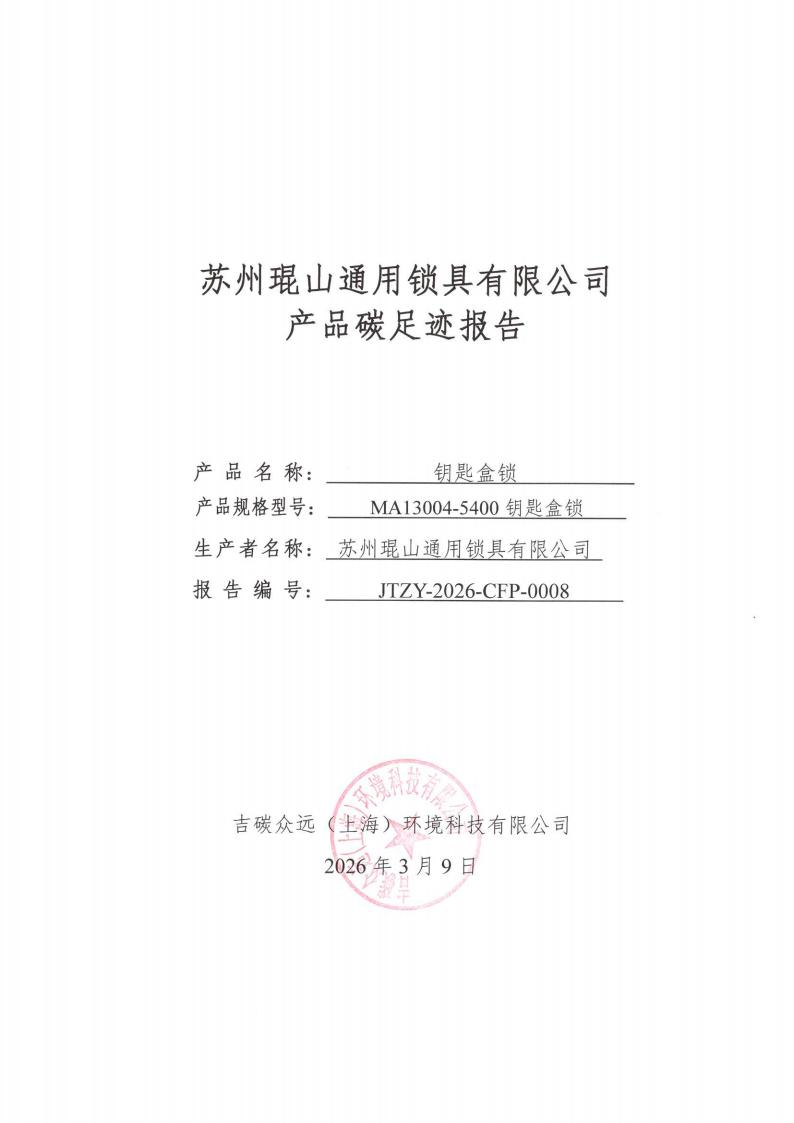 苏州琨山通用锁具有限公司
产品碳足迹报告
产品名称： 钥匙盒锁
产品规格型号： MA13004-5400 钥匙盒锁
生产者名称： 苏州琨山通用锁具有限公司
报告编号： JTZY-2026-CFP-0008
吉碳众远（上海）环境科技有限公司
2026 年 3 月 9 日